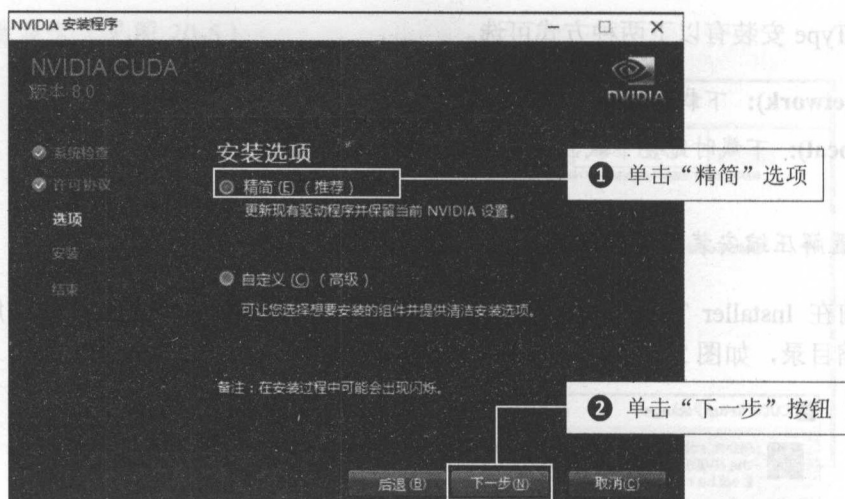 NVIDIA 安装程序
NVIDIA CUDA
版本 8.0
NVIDIA
系统检查
许可协议
选项
安装
结束
安装选项
精简 (E) ( 推荐 )
更新现有驱动程序并保留当前 NVIDIA 设置。
自定义 (C) ( 高级 )
可让您选择想要安装的组件并提供清洁安装选项。
备注：在安装过程中可能会出现闪烁。
后退 (B)
下一步 (N)
取消 (C)
❶ 单击“精简”选项
❷ 单击“下一步”按钮